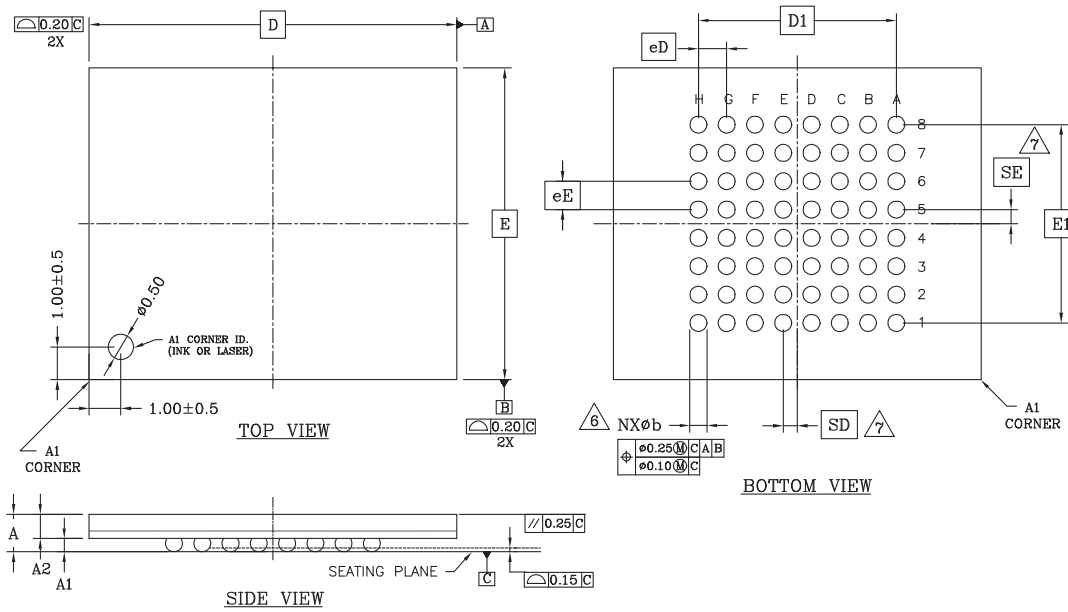 ⌓ 0.20 C
2X
D
A
E
1.00±0.5
ø0.50
A1 CORNER ID.
(INK OR LASER)
1.00±0.5
A1
CORNER
TOP VIEW
B
⌓ 0.20 C
2X
D1
eD
H G F E D C B A
8
7
6
5
4
3
2
1
eE
7
SE
E1
6 NXøb
⌖ ø0.25Ⓜ C A B
ø0.10Ⓜ C
SD 7
A1
CORNER
BOTTOM VIEW
A
A2
A1
// 0.25 C
SEATING PLANE
C
⌓ 0.15 C
SIDE VIEW